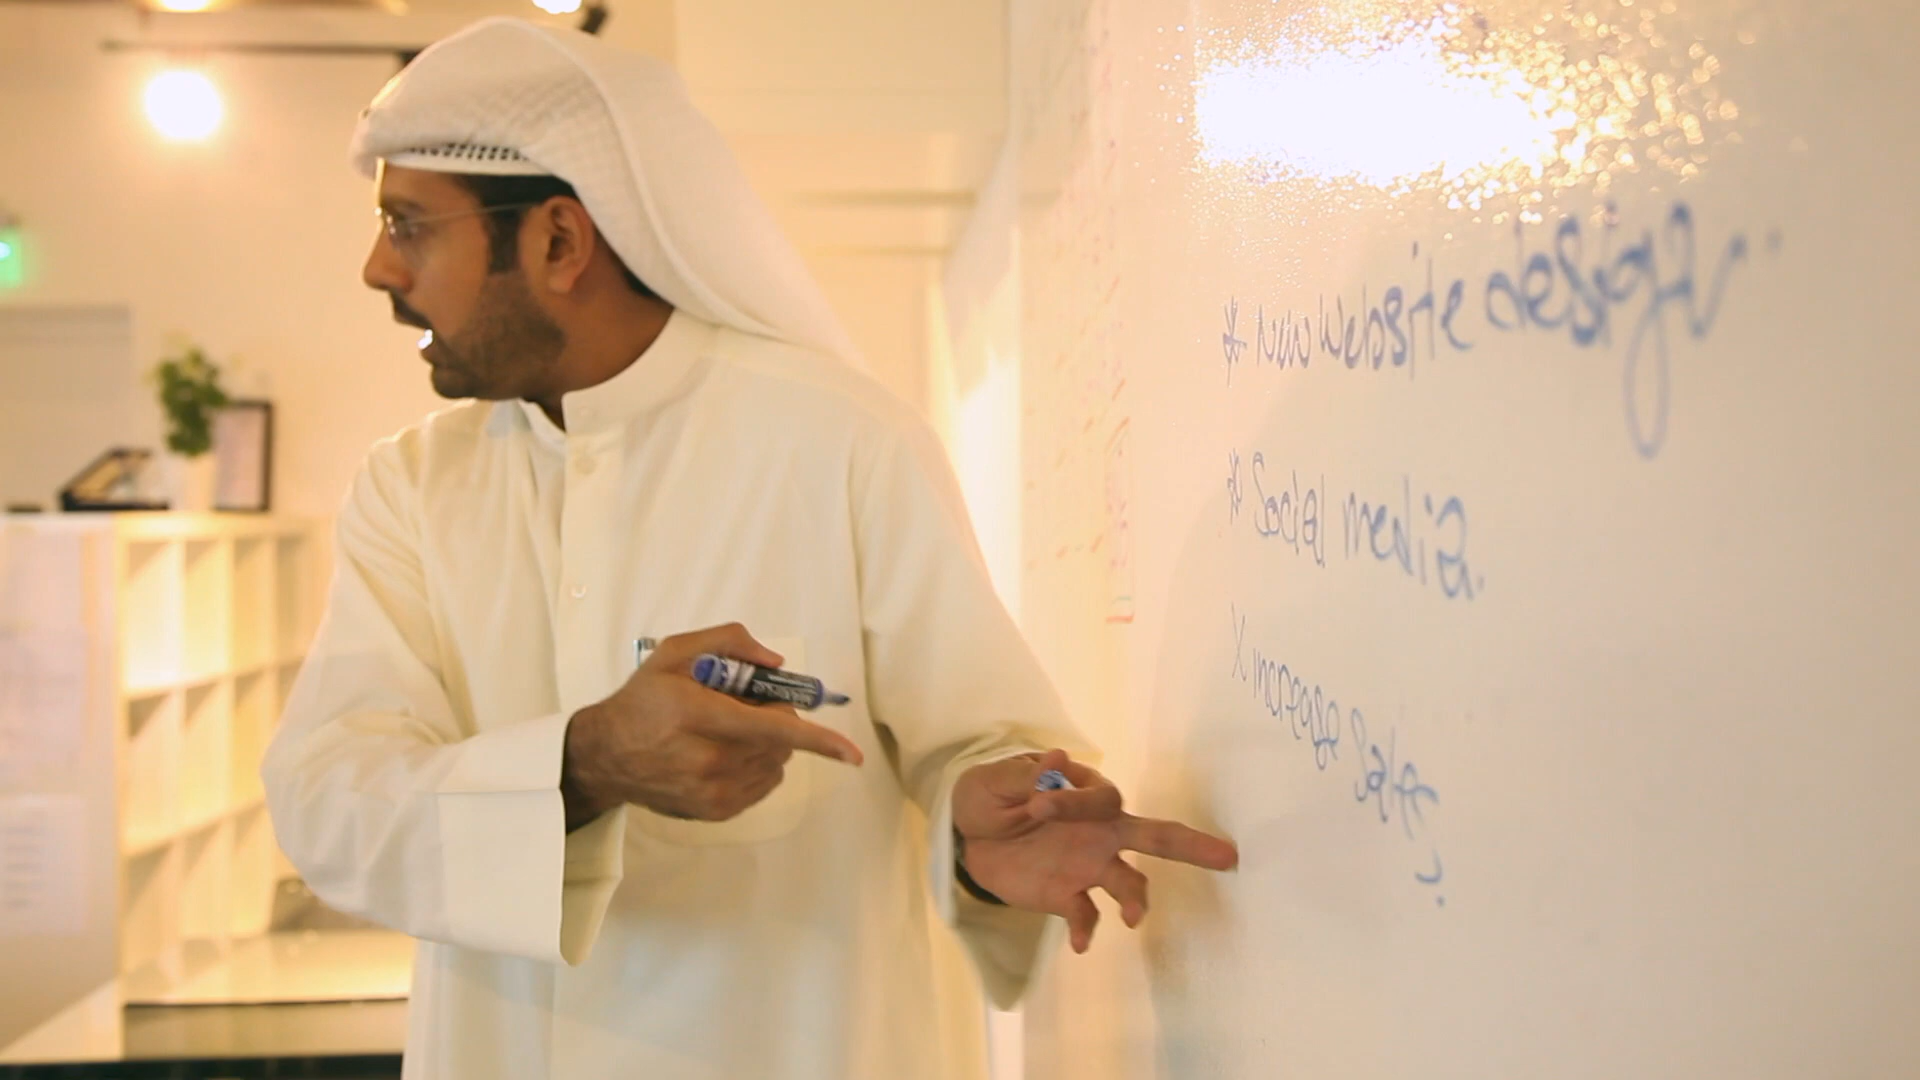 * New Website design...
* Social media.
X increase sales?